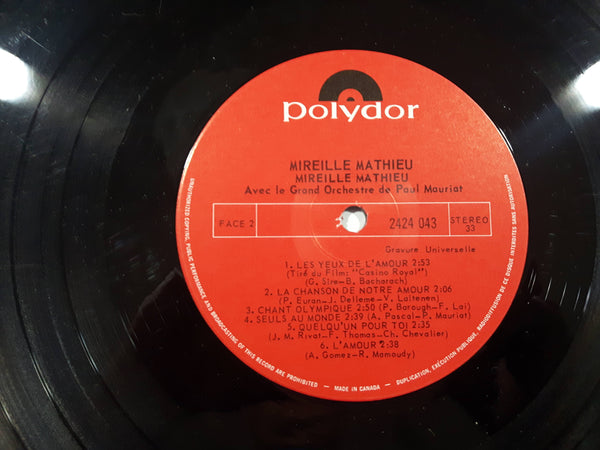 polydor
MIREILLE MATHIEU
MIREILLE MATHIEU
Avec le Grand Orchestre de Paul Mauriat
FACE 2
2424 043
STEREO
33
Gravure Universelle
1. LES YEUX DE L'AMOUR 2:53
(Tiré du Film: "Casino Royal")
(G. Sire-B. Bacharach)
2. LA CHANSON DE NOTRE AMOUR 2:06
(P. Euran-J. Delleme-V. Laitenen)
3. CHANT OLYMPIQUE 2:50 (P. Borough-F. Lai)
4. SEULS AU MONDE 2:39 (A. Pascal-P. Mauriat)
5. QUELQU'UN POUR TOI 2:35
(J. M. Rivat-F. Thomas-Ch. Chevalier)
6. L'AMOUR 2:38
(A. Gomez-R. Mamoudy)
UNAUTHORIZED COPYING, PUBLIC PERFORMANCE AND BROADCASTING OF THIS RECORD ARE PROHIBITED – MADE IN CANADA – DUPLICATION, EXÉCUTION PUBLIQUE, RADIODIFFUSION DE CE DISQUE INTERDITES SANS AUTORISATION